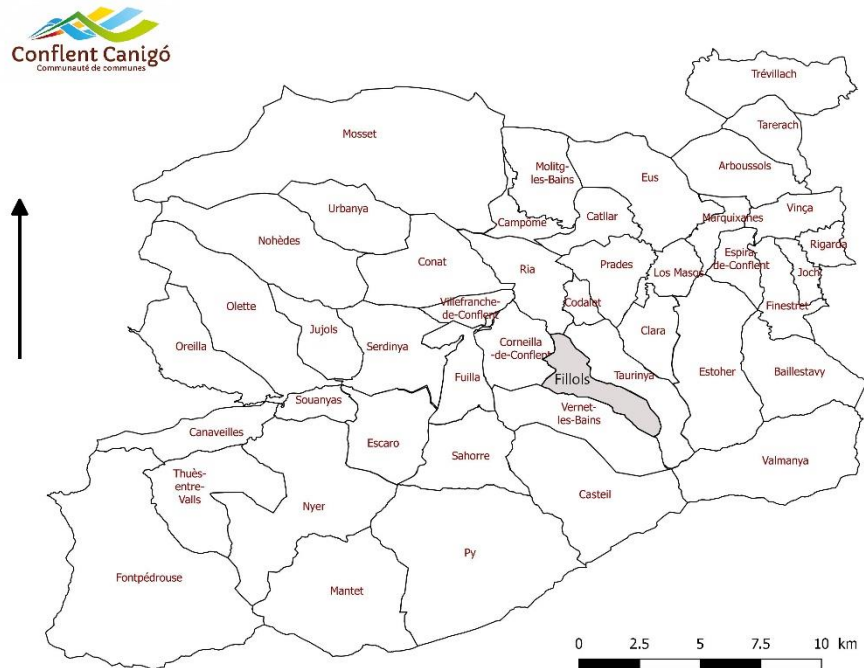 Conflent Canigó
Communauté de communes
Trévillach
Tarerach
Mosset
Arboussols
Molitg-
les-Bains
Eus
Urbanya
Vinça
Campôme
Catllar
Marquixanes
Nohèdes
Rigarda
Conat
Ria
Prades
Espira-
de-Conflent
Los Masos
Joch
Olette
Villefranche-
de-Conflent
Codalet
Finestret
Jujols
Clara
Oreilla
Serdinya
Corneilla
-de-Conflent
Fuilla
Fillols
Taurinya
Estoher
Baillestavy
Souanyas
Vernet-
les-Bains
Canaveilles
Escaro
Sahorre
Valmanya
Thuès-
entre-
Valls
Casteil
Nyer
Py
Fontpédrouse
Mantet
0 2.5 5 7.5 10 km